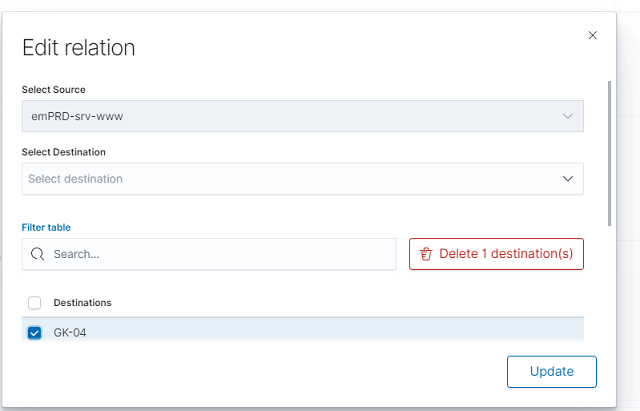 Edit relation
Select Source
emPRD-srv-www
Select Destination
Select destination
Filter table
Search...
Delete 1 destination(s)
Destinations
GK-04
Update